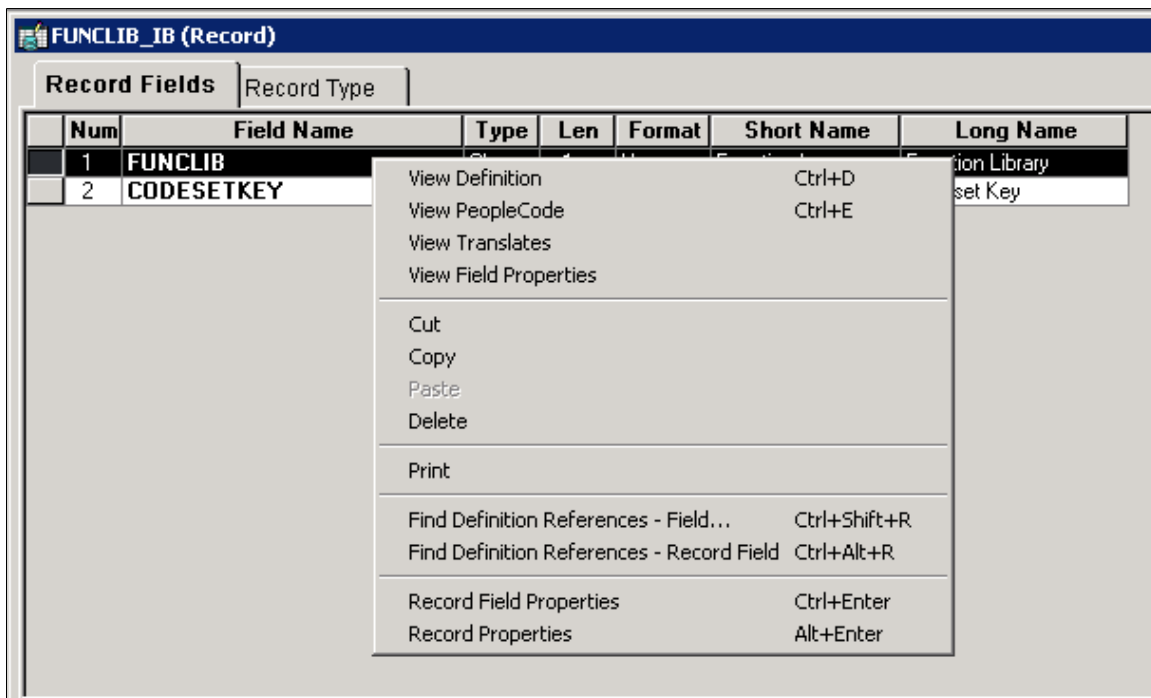 FUNCLIB_IB (Record)
Record Fields Record Type
Num Field Name Type Len Format Short Name Long Name
1 FUNCLIB tion Library
2 CODESETKEY set Key
View Definition Ctrl+D
View PeopleCode Ctrl+E
View Translates
View Field Properties
Cut
Copy
Paste
Delete
Print
Find Definition References - Field... Ctrl+Shift+R
Find Definition References - Record Field Ctrl+Alt+R
Record Field Properties Ctrl+Enter
Record Properties Alt+Enter